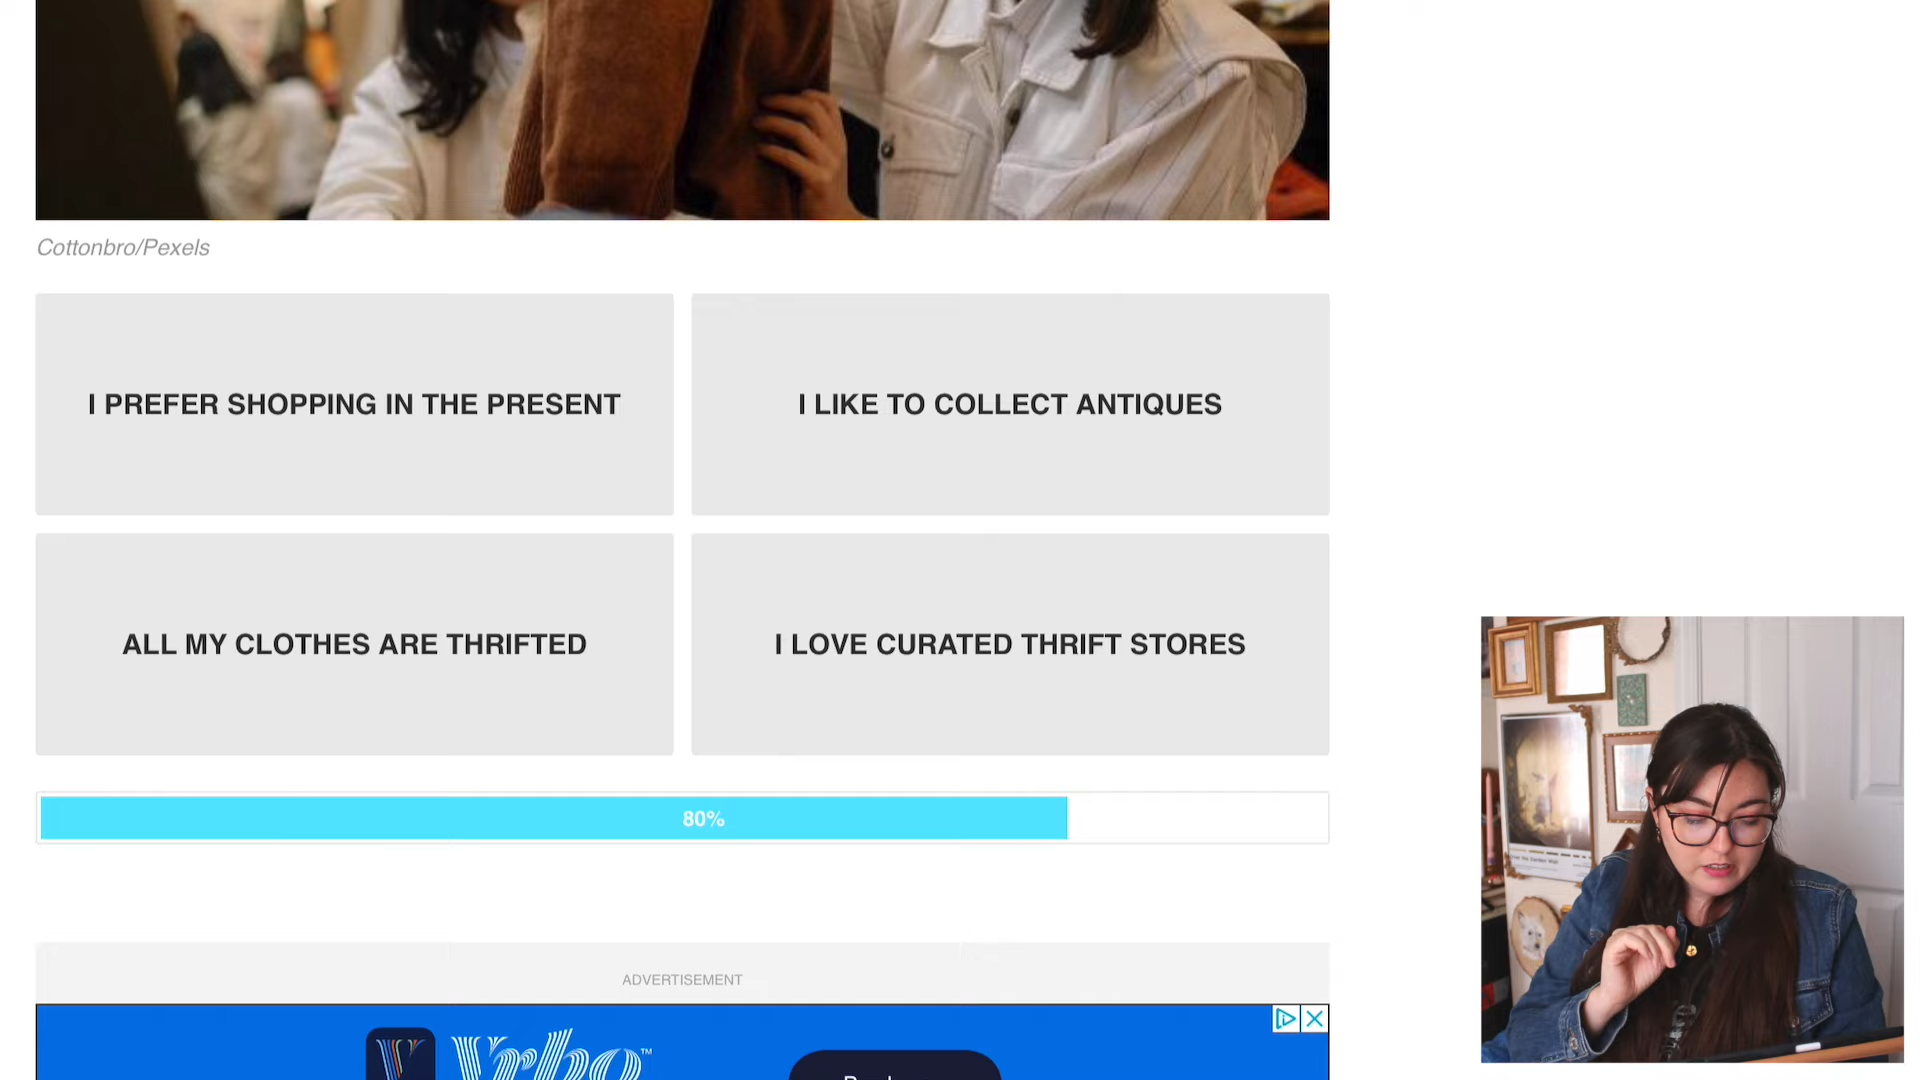 Cottonbro/Pexels
I PREFER SHOPPING IN THE PRESENT
I LIKE TO COLLECT ANTIQUES
ALL MY CLOTHES ARE THRIFTED
I LOVE CURATED THRIFT STORES
80%
ADVERTISEMENT
Vrbo™